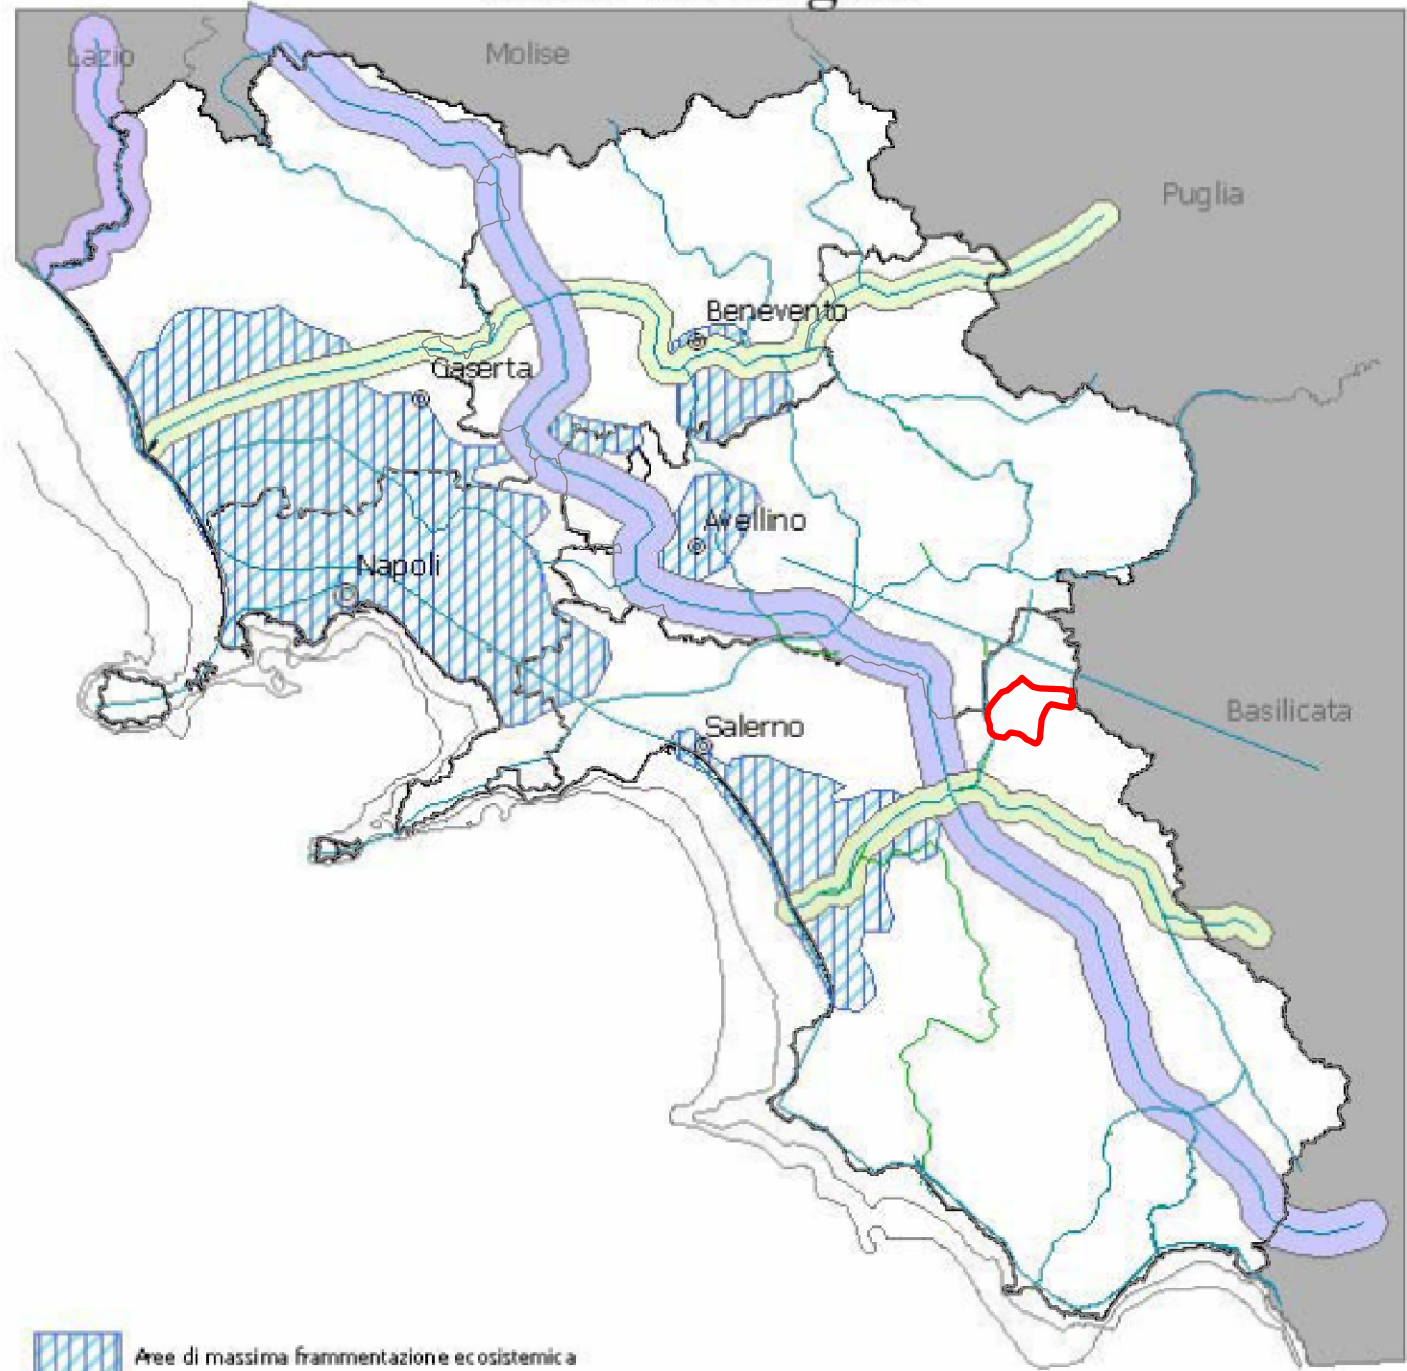 Lazio
Molise
Puglia
Benevento
Caserta
Avellino
Napoli
Basilicata
Salerno
Aree di massima frammentazione ecosistemica